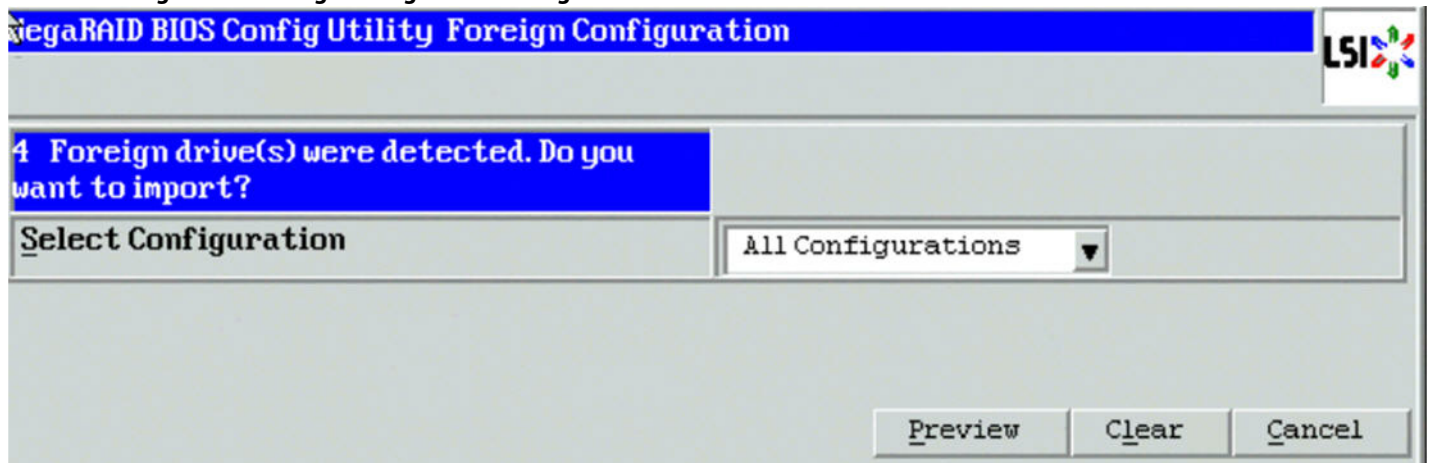 egaRAID BIOS Config Utility Foreign Configuration
LSI
4 Foreign drive(s) were detected. Do you
want to import?
Select Configuration
All Configurations
Preview
Clear
Cancel